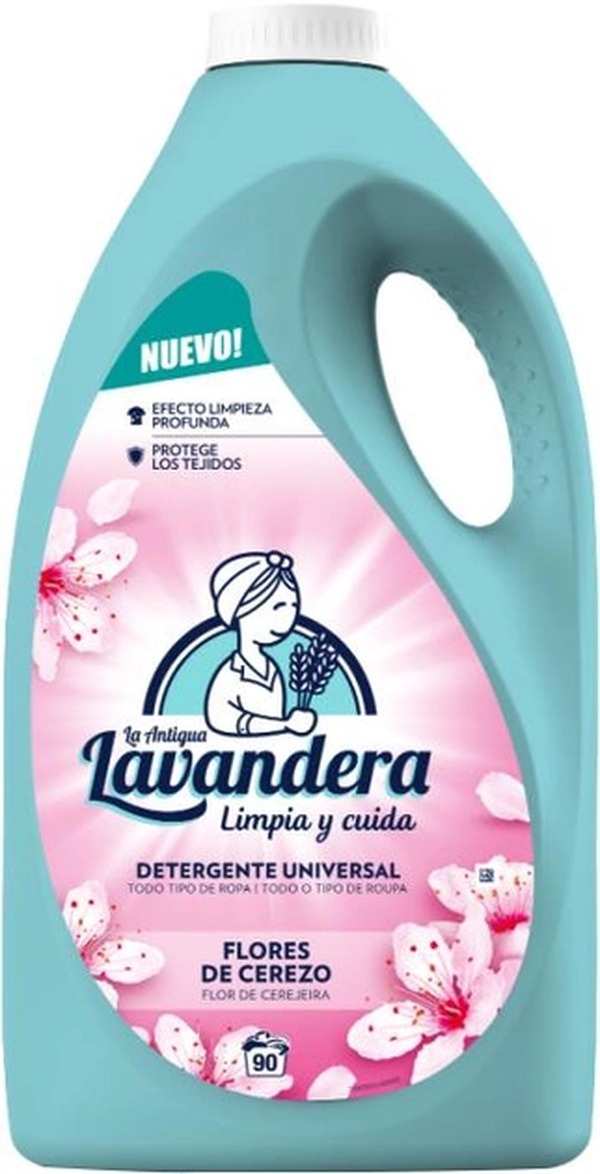 NUEVO!
EFECTO LIMPIEZA
PROFUNDA
PROTEGE
LOS TEJIDOS
La Antigua
Lavandera
Limpia y cuida
DETERGENTE UNIVERSAL
TODO TIPO DE ROPA | TODO O TIPO DE ROUPA
FLORES
DE CEREZO
FLOR DE CEREJEIRA
90